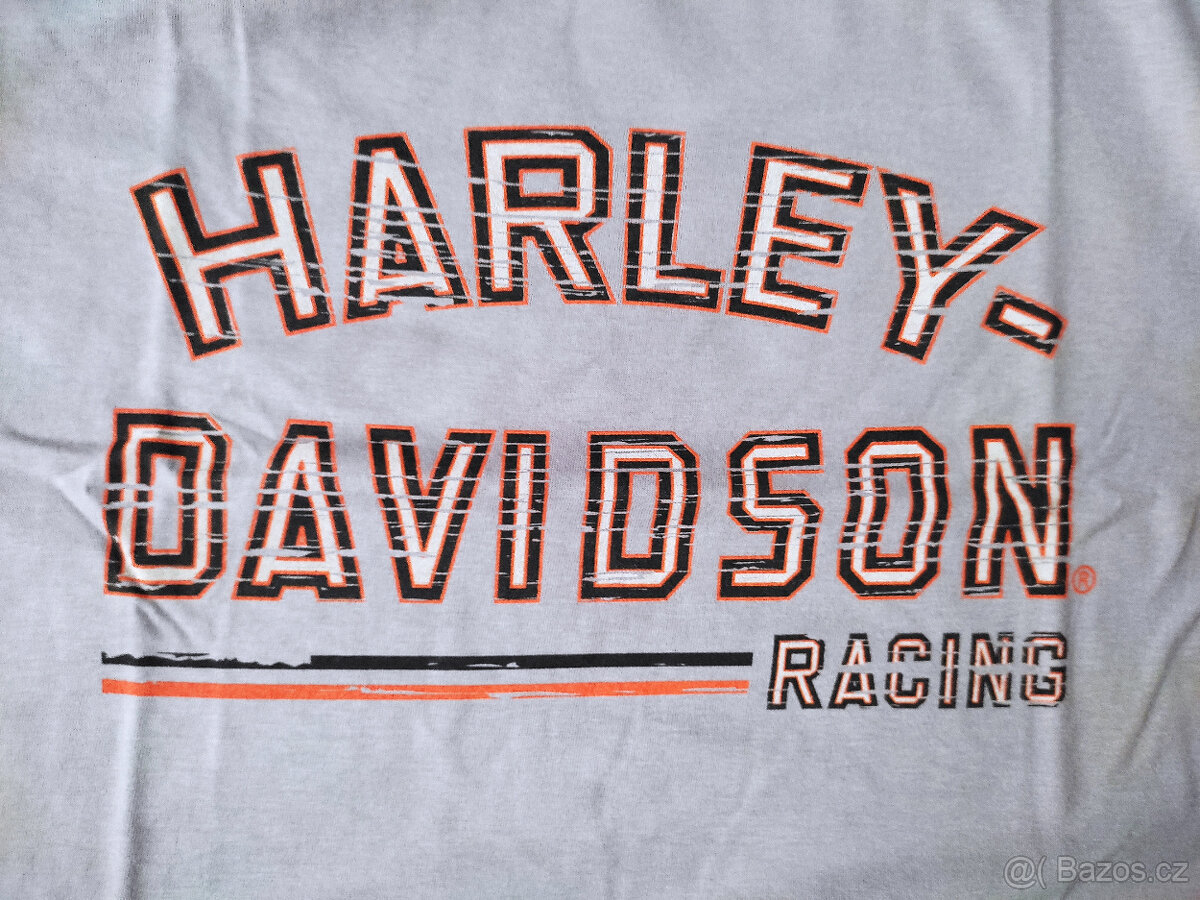 HARLEY-
DAVIDSON®
RACING
@( Bazos.cz